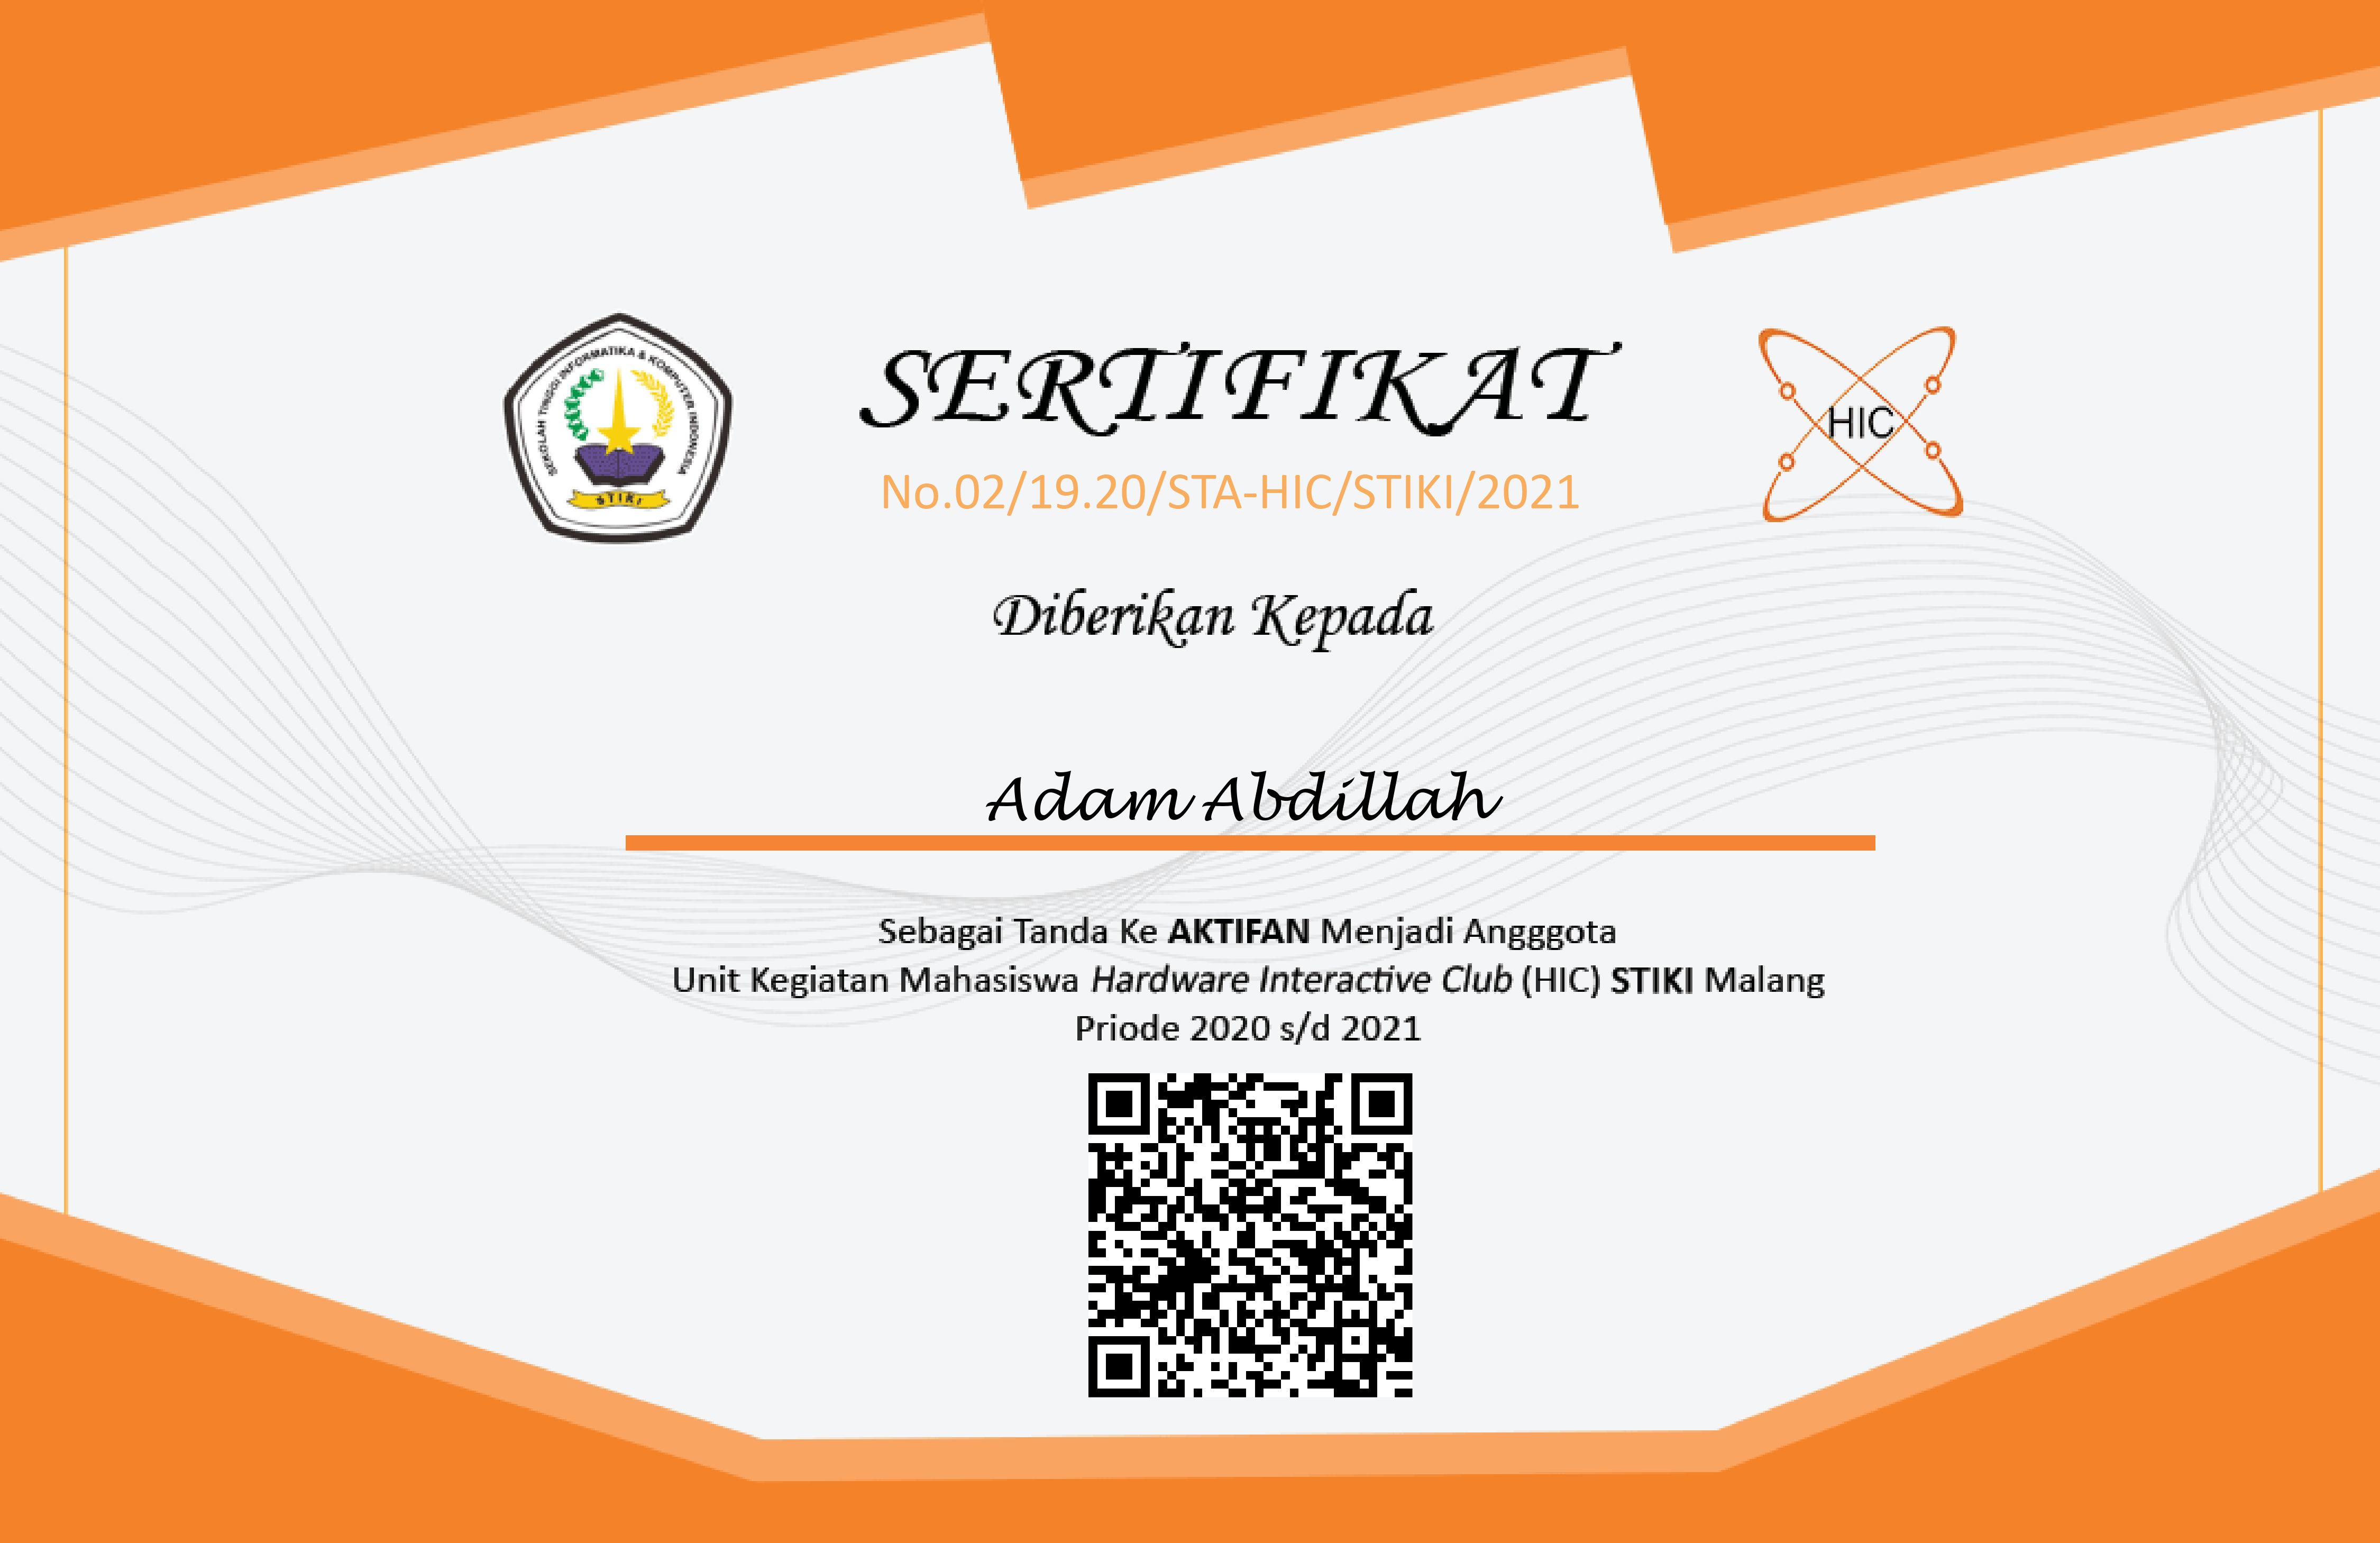 SEKOLAH TINGGI INFORMATIKA & KOMPUTER INDONESIA
STIKI
SERTIFIKAT
HIC
No.02/19.20/STA-HIC/STIKI/2021
Diberikan Kepada
Adam Abdillah
Sebagai Tanda Ke AKTIFAN Menjadi Angggota
Unit Kegiatan Mahasiswa Hardware Interactive Club (HIC) STIKI Malang
Priode 2020 s/d 2021